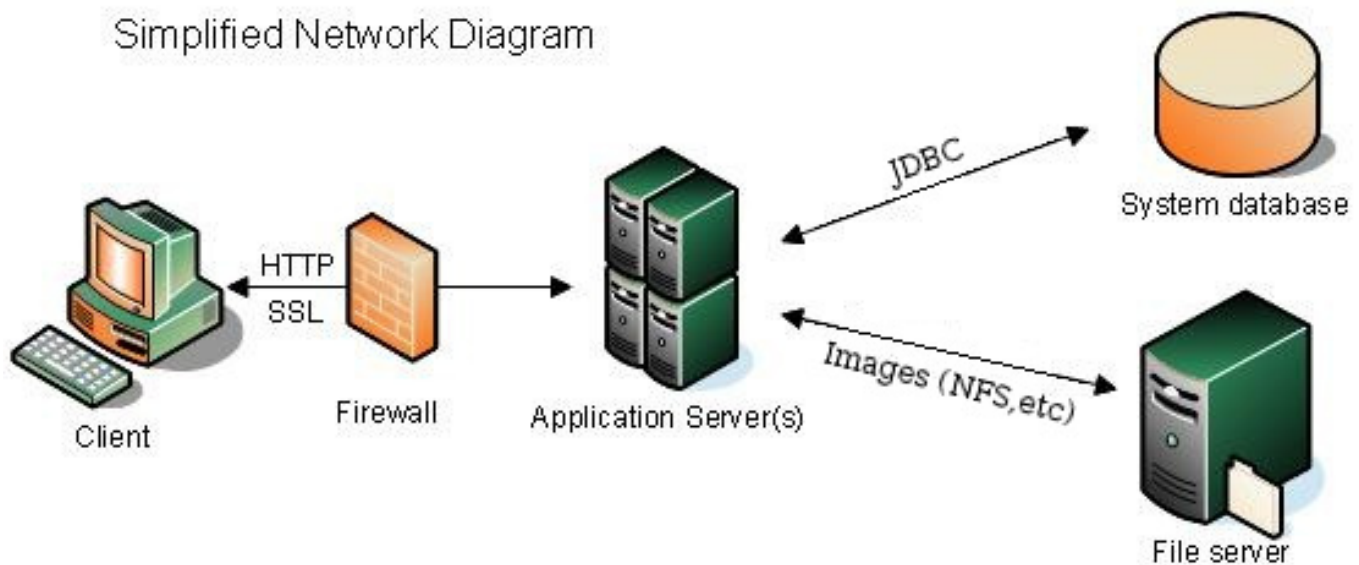 Simplified Network Diagram
JDBC
System database
HTTP
SSL
Images (NFS,etc)
Firewall
Application Server(s)
Client
File server